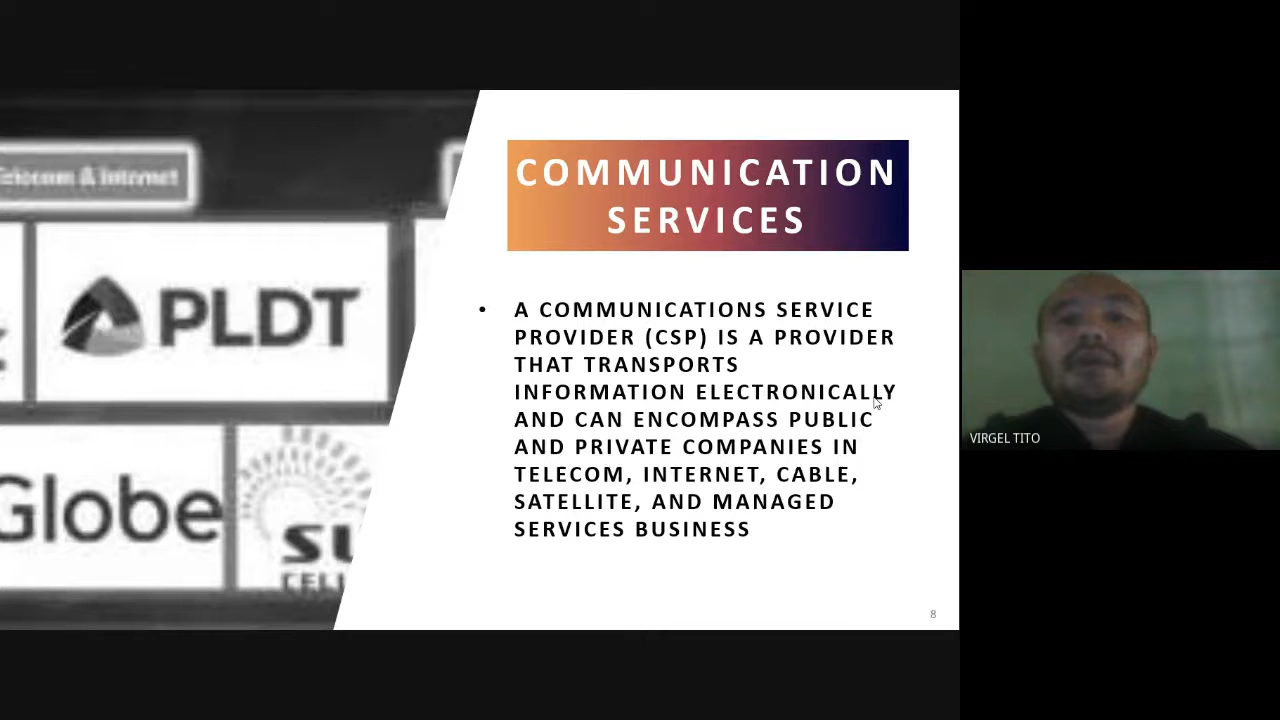 Telecom & Internet
PLDT
Globe
COMMUNICATION
SERVICES
• A COMMUNICATIONS SERVICE
PROVIDER (CSP) IS A PROVIDER
THAT TRANSPORTS
INFORMATION ELECTRONICALLY
AND CAN ENCOMPASS PUBLIC
AND PRIVATE COMPANIES IN
TELECOM, INTERNET, CABLE,
SATELLITE, AND MANAGED
SERVICES BUSINESS
8
VIRGEL TITO